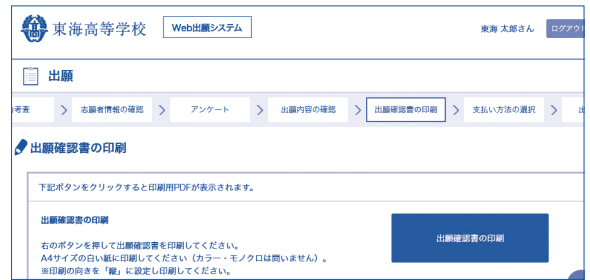 東海高等学校 Web出願システム 東海 太郎さん ログアウト
出願
考査 志願者情報の確認 アンケート 出願内容の確認 出願確認書の印刷 支払い方法の選択 出
出願確認書の印刷
下記ボタンをクリックすると印刷用PDFが表示されます。
出願確認書の印刷
右のボタンを押して出願確認書を印刷してください。
A4サイズの白い紙に印刷してください（カラー・モノクロは問いません）。
※印刷の向きを「縦」に設定し印刷してください。
出願確認書の印刷